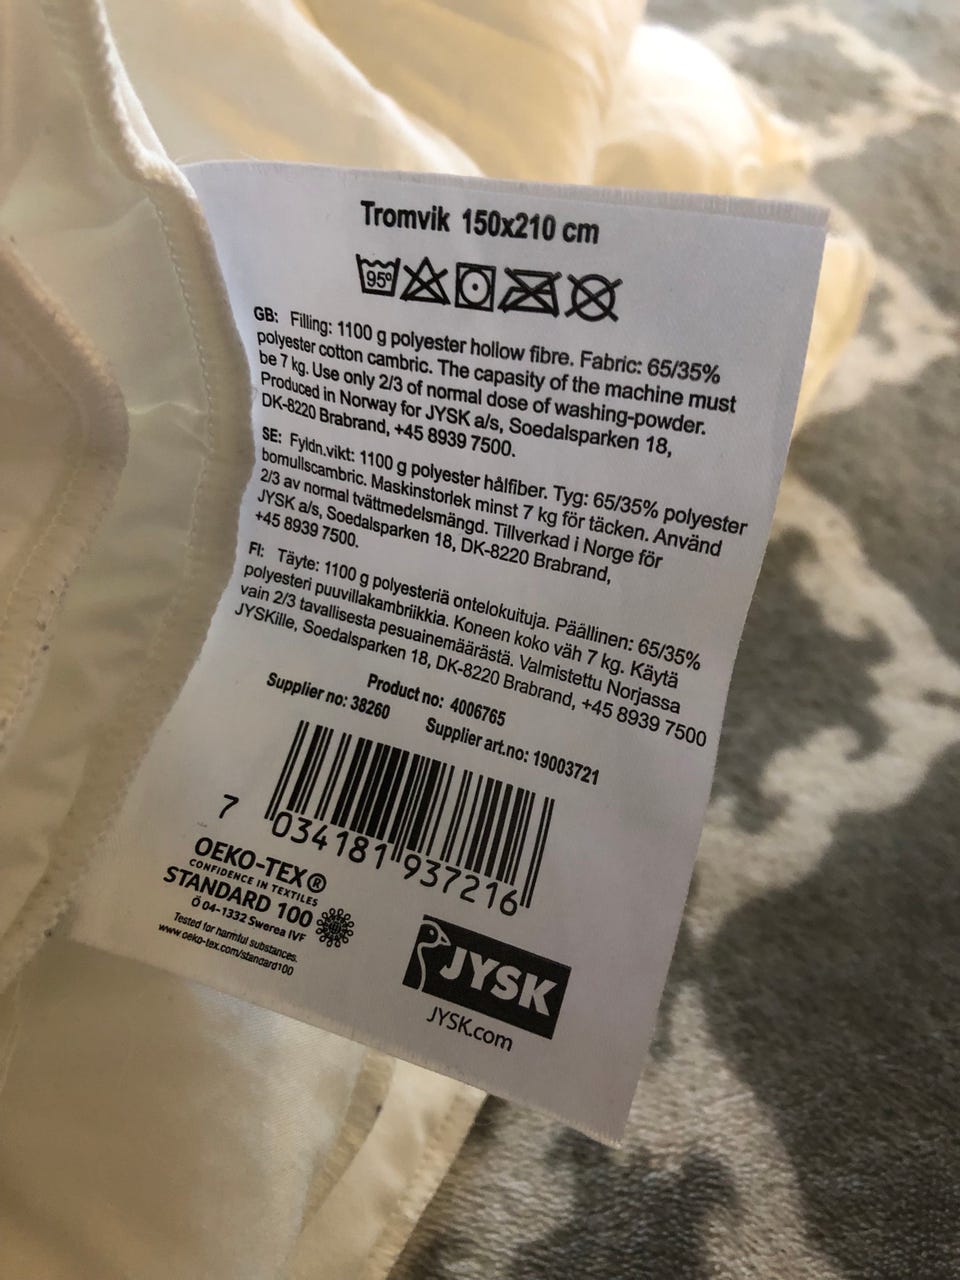 Tromvik 150x210 cm
95º
GB: Filling: 1100 g polyester hollow fibre. Fabric: 65/35%
polyester cotton cambric. The capasity of the machine must
be 7 kg. Use only 2/3 of normal dose of washing-powder.
Produced in Norway for JYSK a/s, Soedalsparken 18,
DK-8220 Brabrand, +45 8939 7500.
SE: Fyldn.vikt: 1100 g polyester hålfiber. Tyg: 65/35% polyester
bomullscambric. Maskinstorlek minst 7 kg för täcken. Använd
2/3 av normal tvättmedelsmängd. Tillverkad i Norge för
JYSK a/s, Soedalsparken 18, DK-8220 Brabrand,
+45 8939 7500.
FI: Täyte: 1100 g polyesteriä ontelokuituja. Päällinen: 65/35%
polyesteri puuvillakambriikkia. Koneen koko väh 7 kg. Käytä
vain 2/3 tavallisesta pesuainemäärästä. Valmistettu Norjassa
JYSKille, Soedalsparken 18, DK-8220 Brabrand, +45 8939 7500
Product no: 4006765
Supplier no: 38260 Supplier art.no: 19003721
7 034181 937216
OEKO-TEX®
CONFIDENCE IN TEXTILES
STANDARD 100
Ö 04-1332 Swerea IVF
Tested for harmful substances.
www.oeko-tex.com/standard100
JYSK
JYSK.com